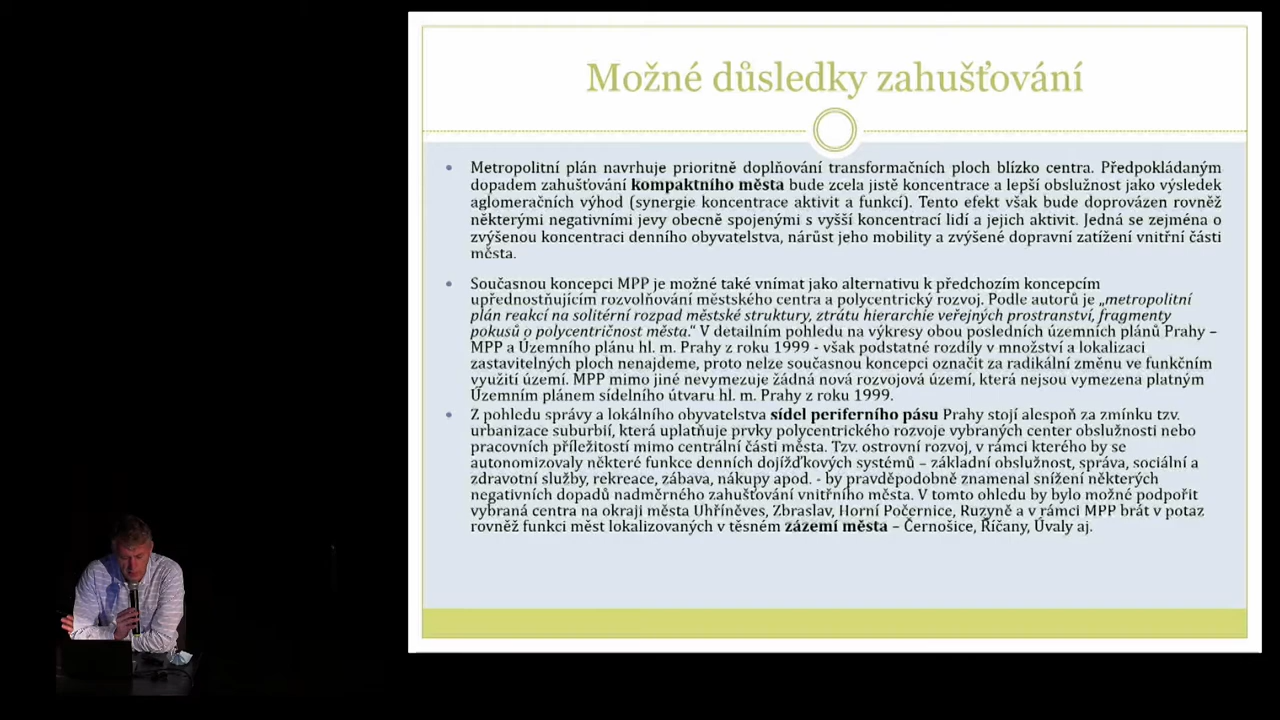 Možné důsledky zahušťování
Metropolitní plán navrhuje prioritně doplňování transformačních ploch blízko centra. Předpokládaným
dopadem zahušťování kompaktního města bude zcela jistě koncentrace a lepší obslužnost jako výsledek
aglomeračních výhod (synergie koncentrace aktivit a funkcí). Tento efekt však bude doprovázen rovněž
některými negativními jevy obecně spojenými s vyšší koncentrací lidí a jejich aktivit. Jedná se zejména o
zvýšenou koncentraci denního obyvatelstva, nárůst jeho mobility a zvýšené dopravní zatížení vnitřní části
města.
Současnou koncepci MPP je možné také vnímat jako alternativu k předchozím koncepcím
upřednostňujícím rozvolňování městského centra a polycentrický rozvoj. Podle autorů je „metropolitní
plán reakcí na solitérní rozpad městské struktury, ztrátu hierarchie veřejných prostranství, fragmenty
pokusů o polycentričnost města.“ V detailním pohledu na výkresy obou posledních územních plánů Prahy –
MPP a Územního plánu hl. m. Prahy z roku 1999 - však podstatné rozdíly v množství a lokalizaci
zastavitelných ploch nenajdeme, proto nelze současnou koncepci označit za radikální změnu ve funkčním
využití území. MPP mimo jiné nevymezuje žádná nová rozvojová území, která nejsou vymezena platným
Územním plánem sídelního útvaru hl. m. Prahy z roku 1999.
Z pohledu správy a lokálního obyvatelstva sídel periferního pásu Prahy stojí alespoň za zmínku tzv.
urbanizace suburbií, která uplatňuje prvky polycentrického rozvoje vybraných center obslužnosti nebo
pracovních příležitostí mimo centrální části města. Tzv. ostrovní rozvoj, v rámci kterého by se
autonomizovaly některé funkce denních dojížďkových systémů – základní obslužnost, správa, sociální a
zdravotní služby, rekreace, zábava, nákupy apod. - by pravděpodobně znamenal snížení některých
negativních dopadů nadměrného zahušťování vnitřního města. V tomto ohledu by bylo možné podpořit
vybraná centra na okraji města Uhříněves, Zbraslav, Horní Počernice, Ruzyně a v rámci MPP brát v potaz
rovněž funkci měst lokalizovaných v těsném zázemí města – Černošice, Říčany, Úvaly aj.